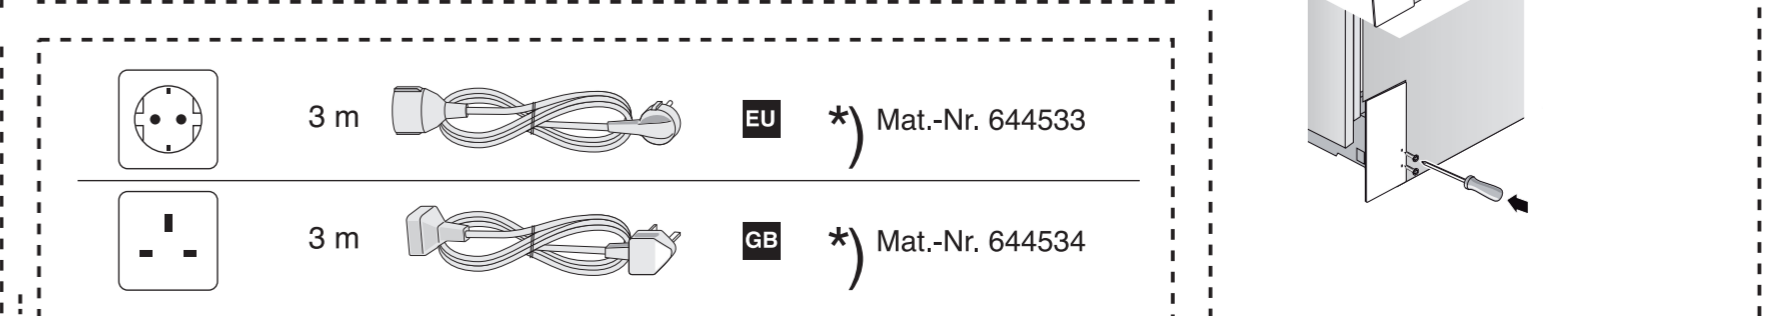 3 m EU *) Mat.-Nr. 644533
3 m GB *) Mat.-Nr. 644534